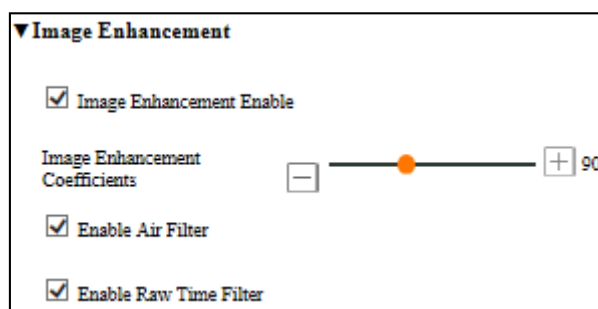 ▼Image Enhancement
Image Enhancement Enable
Image Enhancement
Coefficients
90
Enable Air Filter
Enable Raw Time Filter